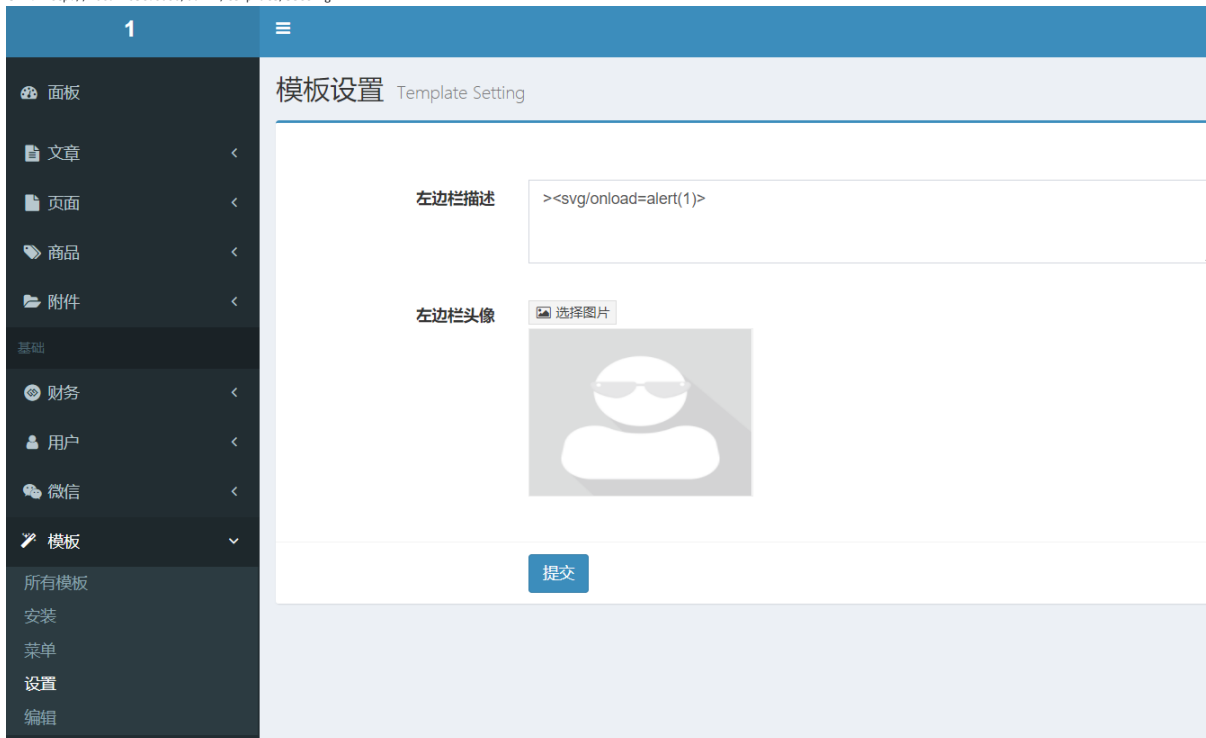 1
面板
模板设置 Template Setting
文章
页面
左边栏描述
><svg/onload=alert(1)>
商品
附件
左边栏头像
选择图片
基础
财务
用户
微信
模板
提交
所有模板
安装
菜单
设置
编辑